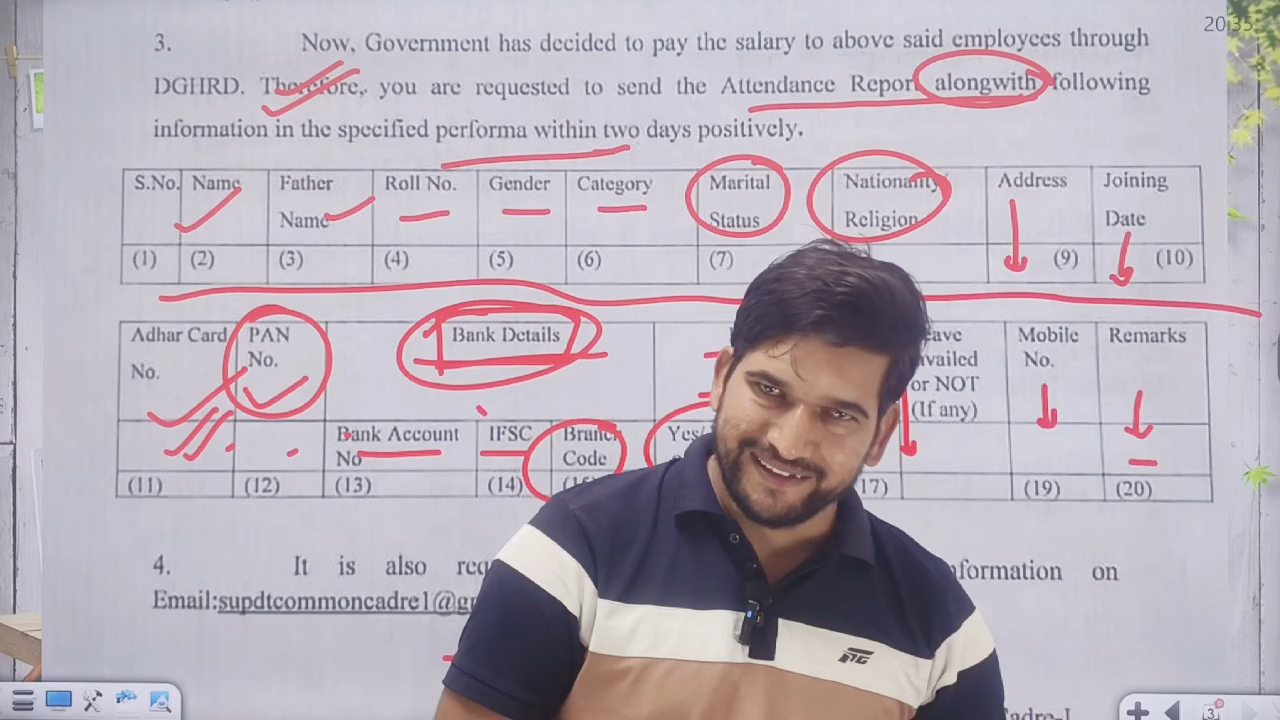 20:35
3. Now, Government has decided to pay the salary to above said employees through
DGHRD. Therefore, you are requested to send the Attendance Report alongwith following
information in the specified performa within two days positively.
S.No. Name Father Name Roll No. Gender Category Marital Status Nationality Religion Address Joining Date
(1) (2) (3) (4) (5) (6) (7) (9) (10)
Adhar Card No. PAN No. Bank Details or NOT (If any) Mobile No. Remarks
Bank Account No IFSC Branch Code Yes/
(11) (12) (13) (14) 17) (19) (20)
4. It is also on
Email:supdtcommoncadre1@
3